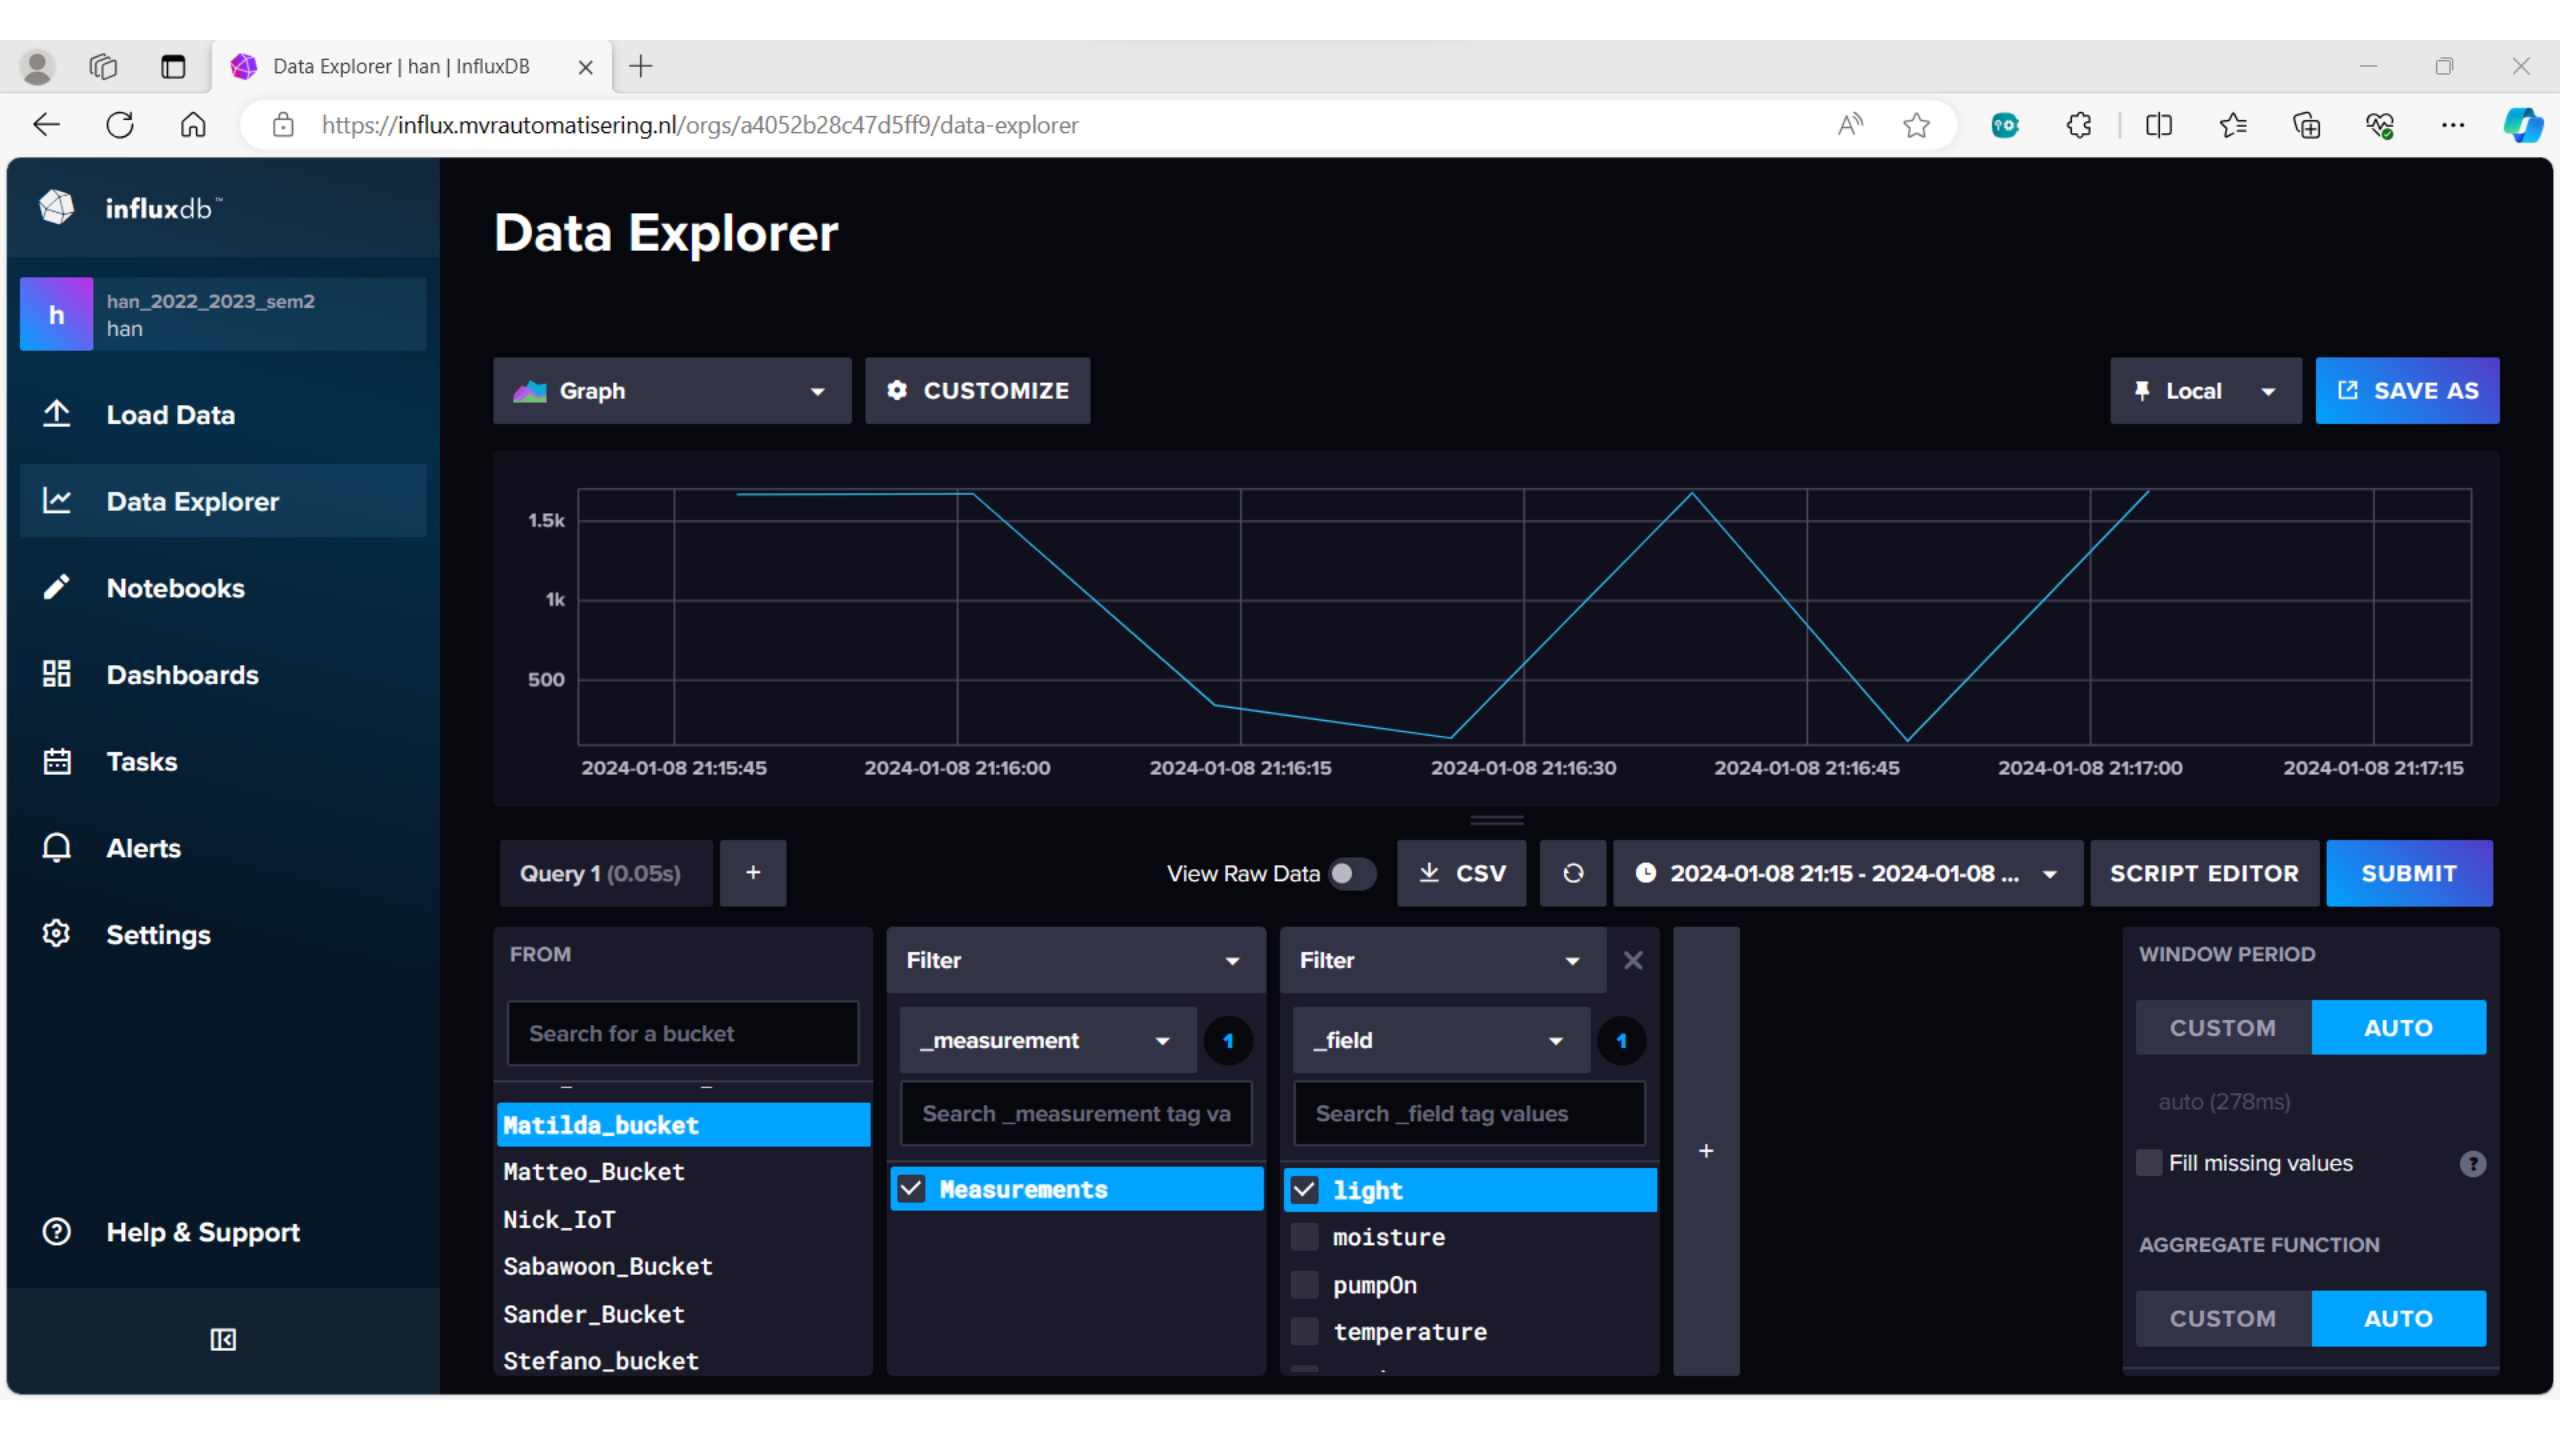 Data Explorer | han | InfluxDB
https://influx.mvrautomatisering.nl/orgs/a4052b28c47d5ff9/data-explorer
influxdb™
Data Explorer
h
han_2022_2023_sem2
han
Load Data
Data Explorer
Notebooks
Dashboards
Tasks
Alerts
Settings
Help & Support
Graph
CUSTOMIZE
Local
SAVE AS
1.5k
1k
500
2024-01-08 21:15:45
2024-01-08 21:16:00
2024-01-08 21:16:15
2024-01-08 21:16:30
2024-01-08 21:16:45
2024-01-08 21:17:00
2024-01-08 21:17:15
Query 1 (0.05s)
+
View Raw Data
CSV
2024-01-08 21:15 - 2024-01-08 ...
SCRIPT EDITOR
SUBMIT
FROM
Search for a bucket
Matilda_bucket
Matteo_Bucket
Nick_IoT
Sabawoon_Bucket
Sander_Bucket
Stefano_bucket
Filter
_measurement
1
Search _measurement tag va
Measurements
Filter
_field
1
Search _field tag values
light
moisture
pumpOn
temperature
+
WINDOW PERIOD
CUSTOM
AUTO
auto (278ms)
Fill missing values
?
AGGREGATE FUNCTION
CUSTOM
AUTO